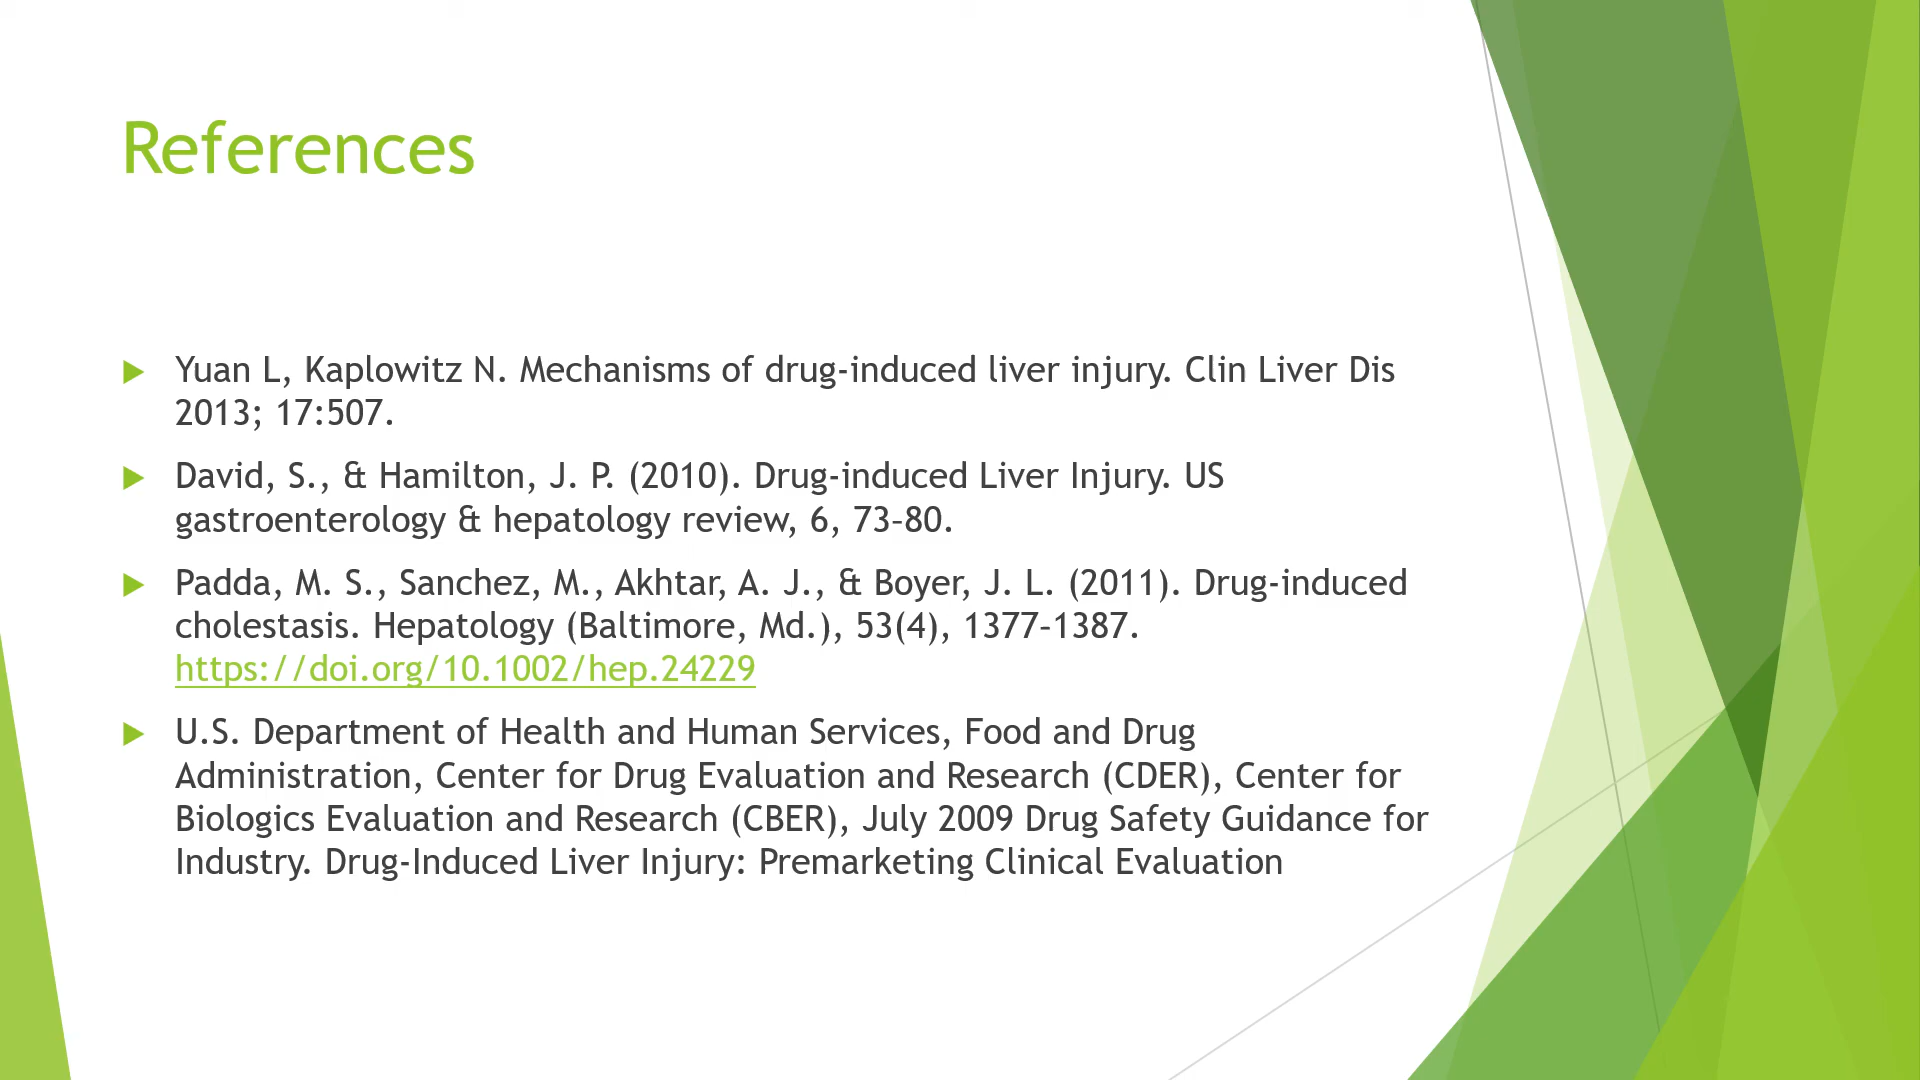 References
Yuan L, Kaplowitz N. Mechanisms of drug-induced liver injury. Clin Liver Dis
2013; 17:507.
David, S., & Hamilton, J. P. (2010). Drug-induced Liver Injury. US
gastroenterology & hepatology review, 6, 73–80.
Padda, M. S., Sanchez, M., Akhtar, A. J., & Boyer, J. L. (2011). Drug-induced
cholestasis. Hepatology (Baltimore, Md.), 53(4), 1377–1387.
https://doi.org/10.1002/hep.24229
U.S. Department of Health and Human Services, Food and Drug
Administration, Center for Drug Evaluation and Research (CDER), Center for
Biologics Evaluation and Research (CBER), July 2009 Drug Safety Guidance for
Industry. Drug-Induced Liver Injury: Premarketing Clinical Evaluation